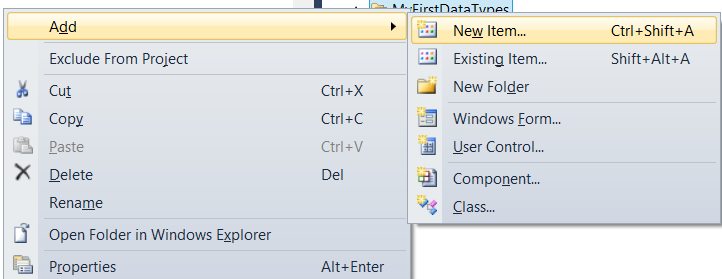 MyFirstDataTypes
Add
Exclude From Project
Cut Ctrl+X
Copy Ctrl+C
Paste Ctrl+V
Delete Del
Rename
Open Folder in Windows Explorer
Properties Alt+Enter
New Item... Ctrl+Shift+A
Existing Item... Shift+Alt+A
New Folder
Windows Form...
User Control...
Component...
Class...